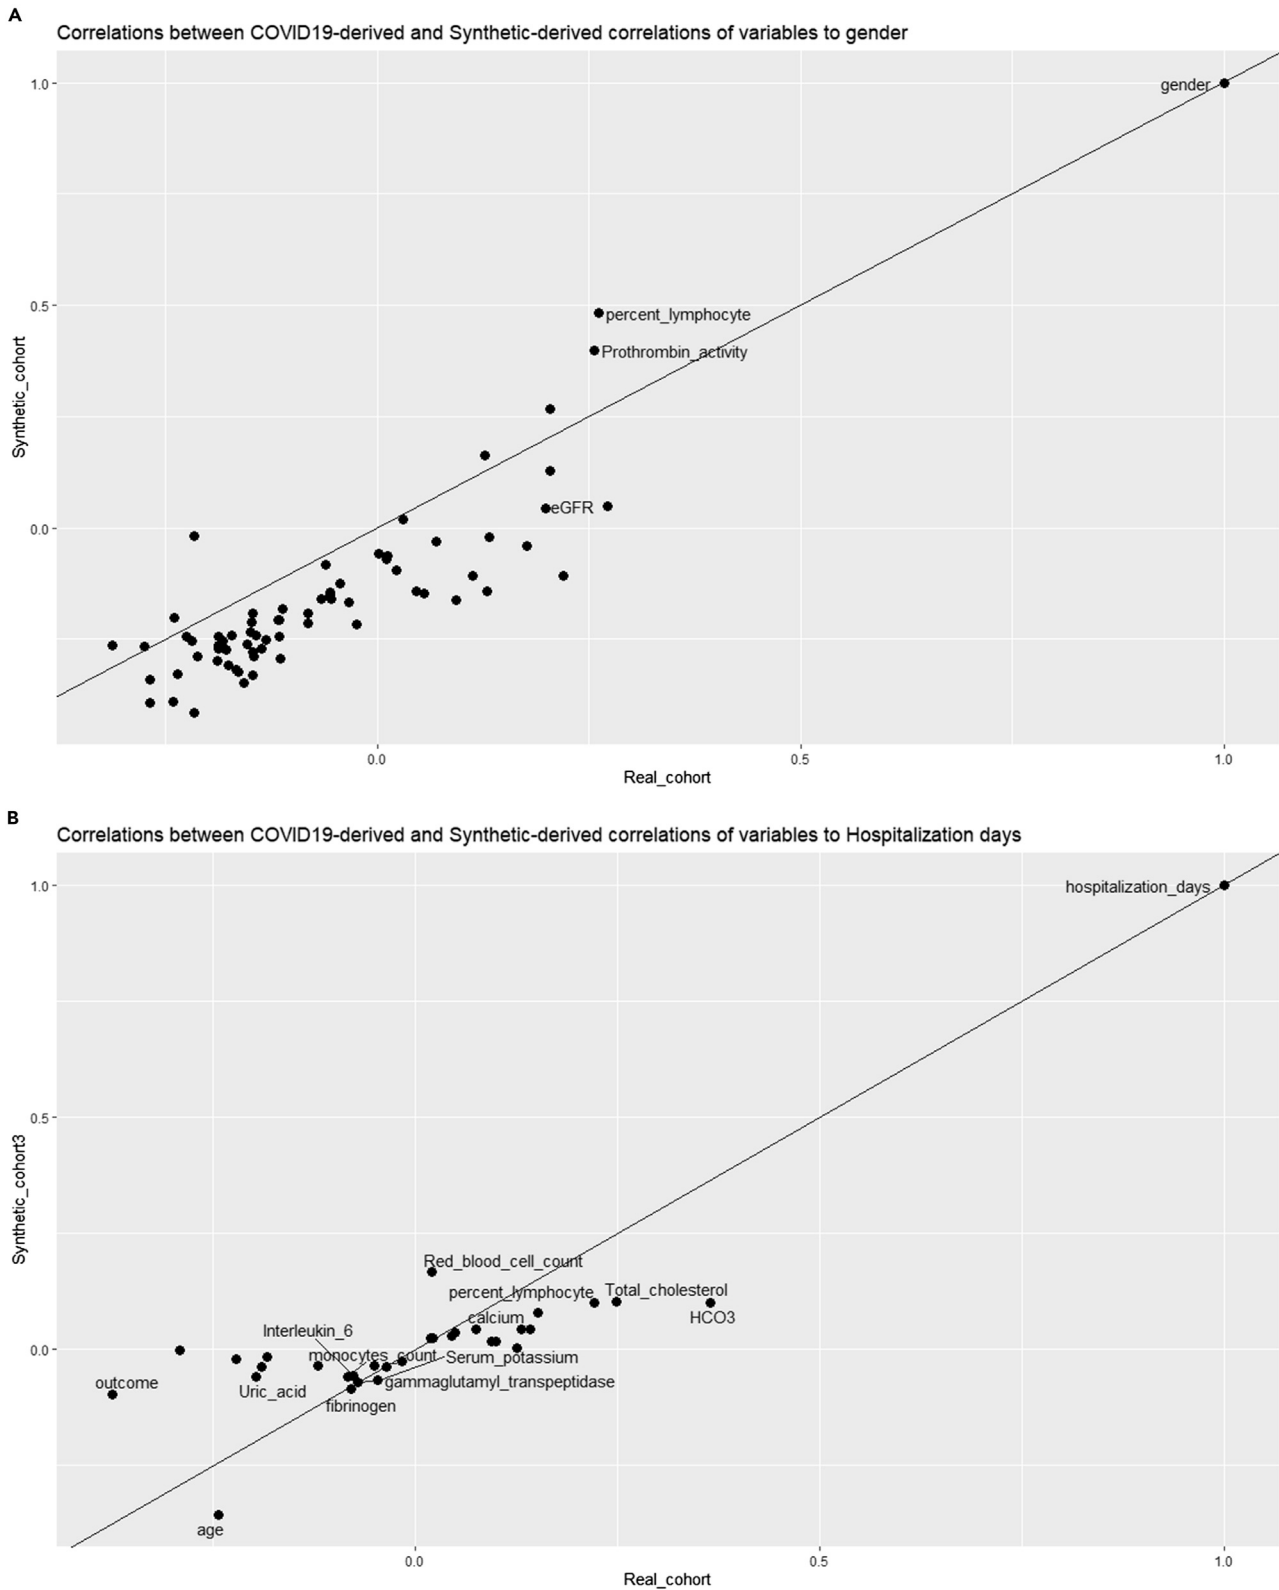 A
Correlations between COVID19-derived and Synthetic-derived correlations of variables to gender
1.0
gender
0.5
percent_lymphocyte
Prothrombin_activity
Synthetic_cohort
eGFR
0.0
0.0
0.5
1.0
Real_cohort
B
Correlations between COVID19-derived and Synthetic-derived correlations of variables to Hospitalization days
1.0
hospitalization_days
0.5
Synthetic_cohort3
Red_blood_cell_count
percent_lymphocyte
Total_cholesterol
calcium
HCO3
Interleukin_6
0.0
monocytes_count
Serum_potassium
outcome
Uric_acid
gammaglutamyl_transpeptidase
fibrinogen
age
0.0
0.5
1.0
Real_cohort